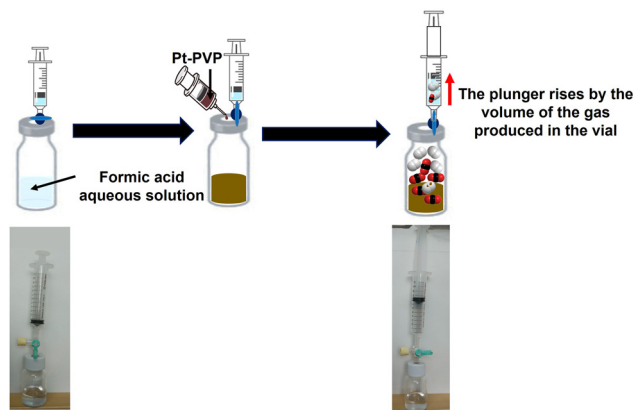 Pt-PVP
The plunger rises by the
volume of the gas
produced in the vial
Formic acid
aqueous solution